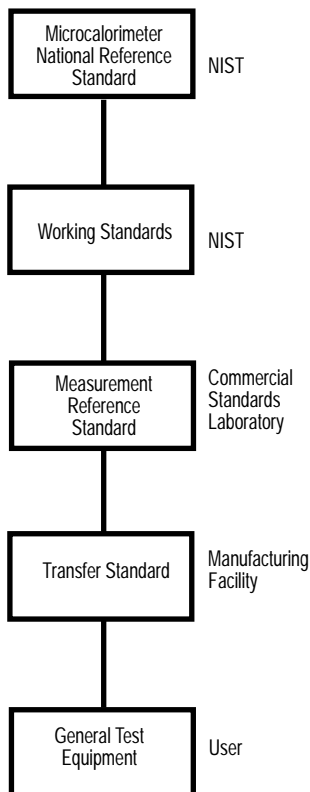 Microcalorimeter
National Reference
Standard
NIST
Working Standards
NIST
Measurement
Reference
Standard
Commercial
Standards
Laboratory
Transfer Standard
Manufacturing
Facility
General Test
Equipment
User